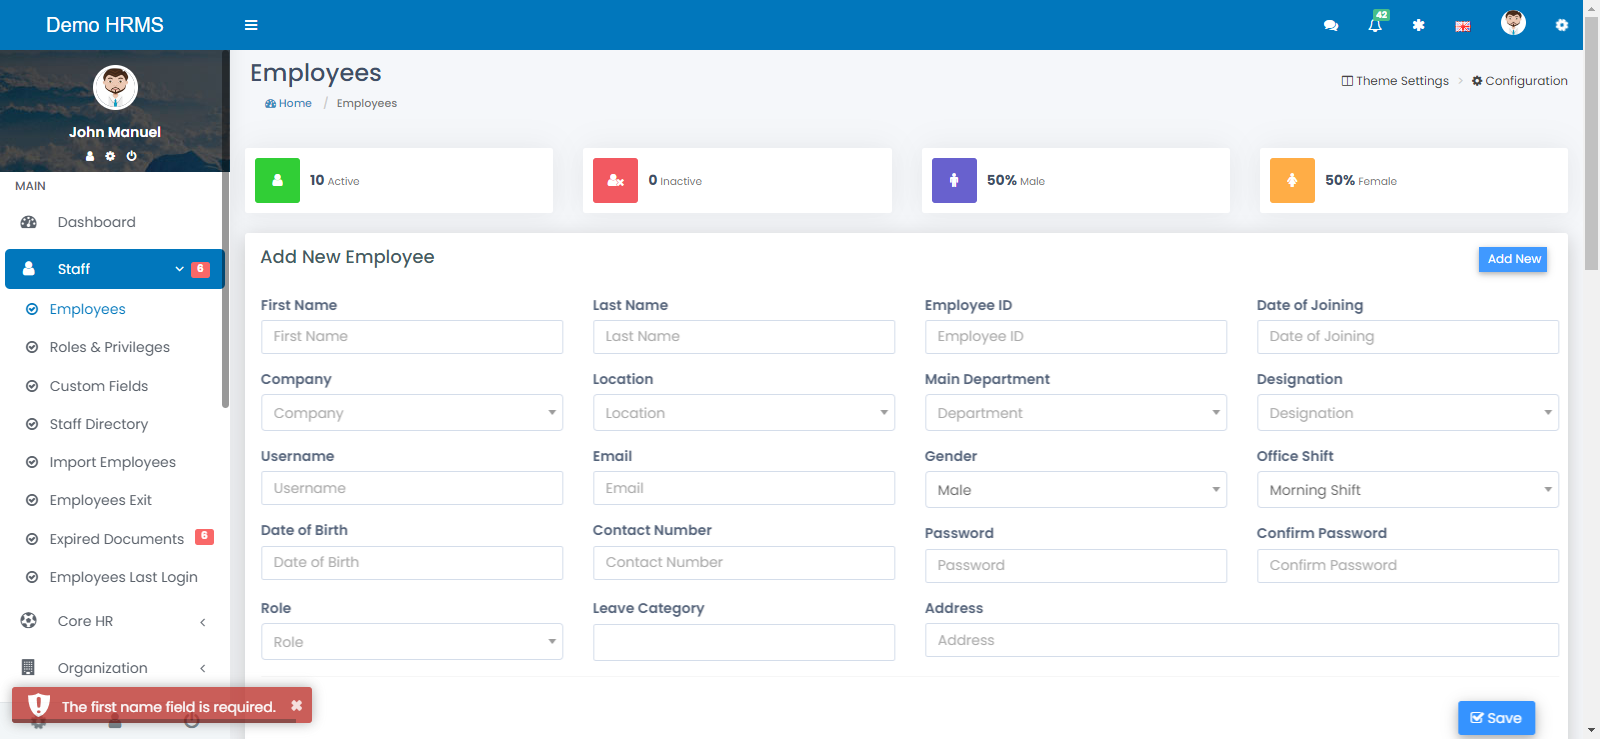 Demo HRMS
42
John Manuel
MAIN
Dashboard
Staff
6
Employees
Roles & Privileges
Custom Fields
Staff Directory
Import Employees
Employees Exit
Expired Documents
6
Employees Last Login
Core HR
Organization
The first name field is required.
Employees
Home / Employees
Theme Settings > Configuration
10 Active
0 Inactive
50% Male
50% Female
Add New Employee
Add New
First Name
Last Name
Employee ID
Date of Joining
First Name
Last Name
Employee ID
Date of Joining
Company
Location
Main Department
Designation
Company
Location
Department
Designation
Username
Email
Gender
Office Shift
Username
Email
Male
Morning Shift
Date of Birth
Contact Number
Password
Confirm Password
Date of Birth
Contact Number
Password
Confirm Password
Role
Leave Category
Address
Role
Address
Save